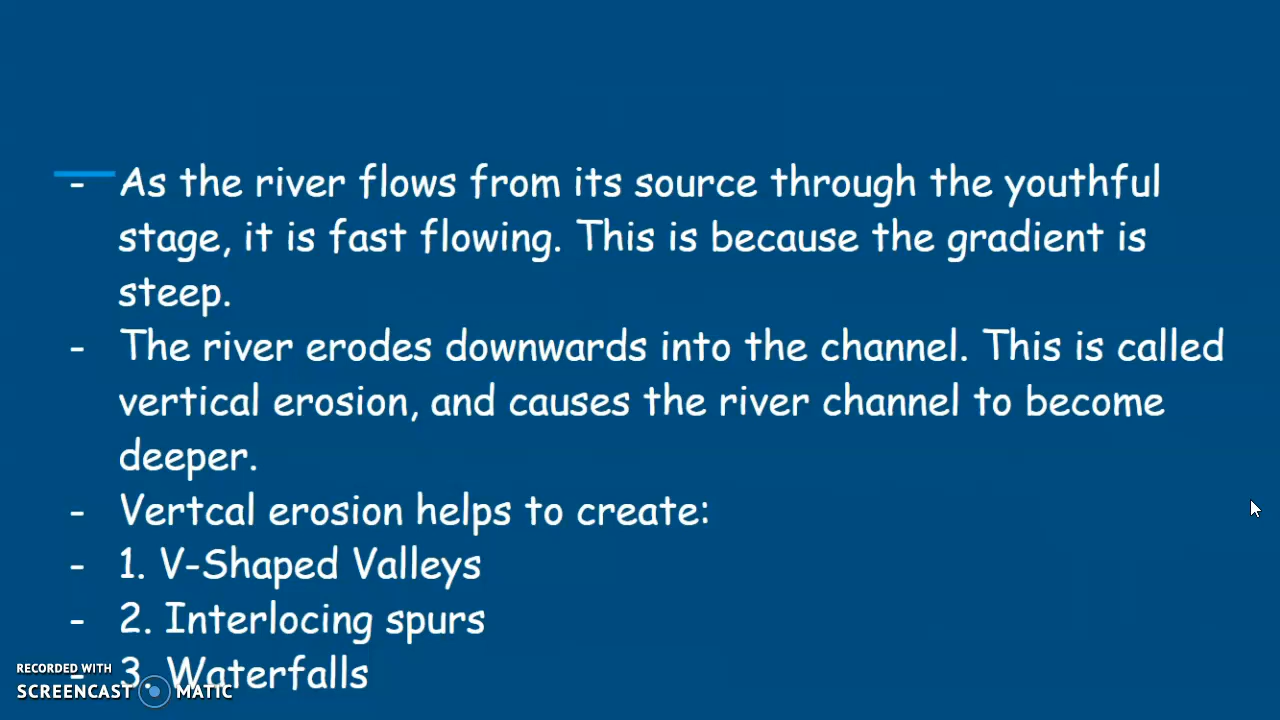 - As the river flows from its source through the youthful
stage, it is fast flowing. This is because the gradient is
steep.
- The river erodes downwards into the channel. This is called
vertical erosion, and causes the river channel to become
deeper.
- Vertcal erosion helps to create:
- 1. V-Shaped Valleys
- 2. Interlocing spurs
- 3. Waterfalls
RECORDED WITH
SCREENCAST MATIC